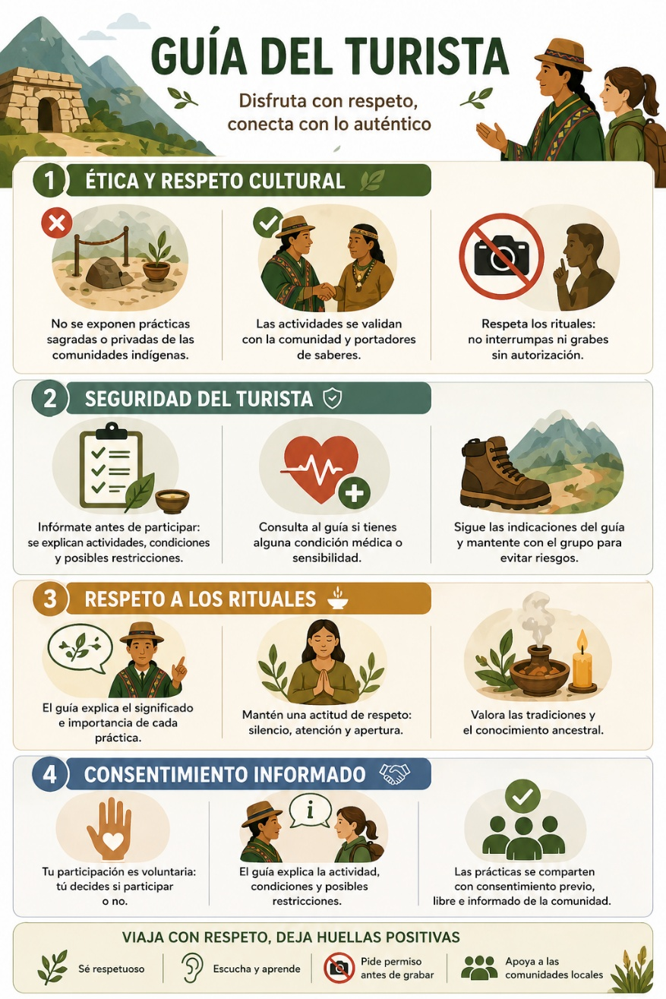 GUÍA DEL TURISTA
Disfruta con respeto,
conecta con lo auténtico
1 ÉTICA Y RESPETO CULTURAL
No se exponen prácticas
sagradas o privadas de las
comunidades indígenas.
Las actividades se validan
con la comunidad y portadores
de saberes.
Respeta los rituales:
no interrumpas ni grabes
sin autorización.
2 SEGURIDAD DEL TURISTA
Infórmate antes de participar:
se explican actividades, condiciones
y posibles restricciones.
Consulta al guía si tienes
alguna condición médica o
sensibilidad.
Sigue las indicaciones del guía
y mantente con el grupo para
evitar riesgos.
3 RESPETO A LOS RITUALES
El guía explica el significado
e importancia de cada
práctica.
Mantén una actitud de respeto:
silencio, atención y apertura.
Valora las tradiciones y
el conocimiento ancestral.
4 CONSENTIMIENTO INFORMADO
Tu participación es voluntaria:
tú decides si participar
o no.
i
El guía explica la actividad,
condiciones y posibles
restricciones.
Las prácticas se comparten
con consentimiento previo,
libre e informado de la comunidad.
VIAJA CON RESPETO, DEJA HUELLAS POSITIVAS
Sé respetuoso
Escucha y aprende
Pide permiso
antes de grabar
Apoya a las
comunidades locales